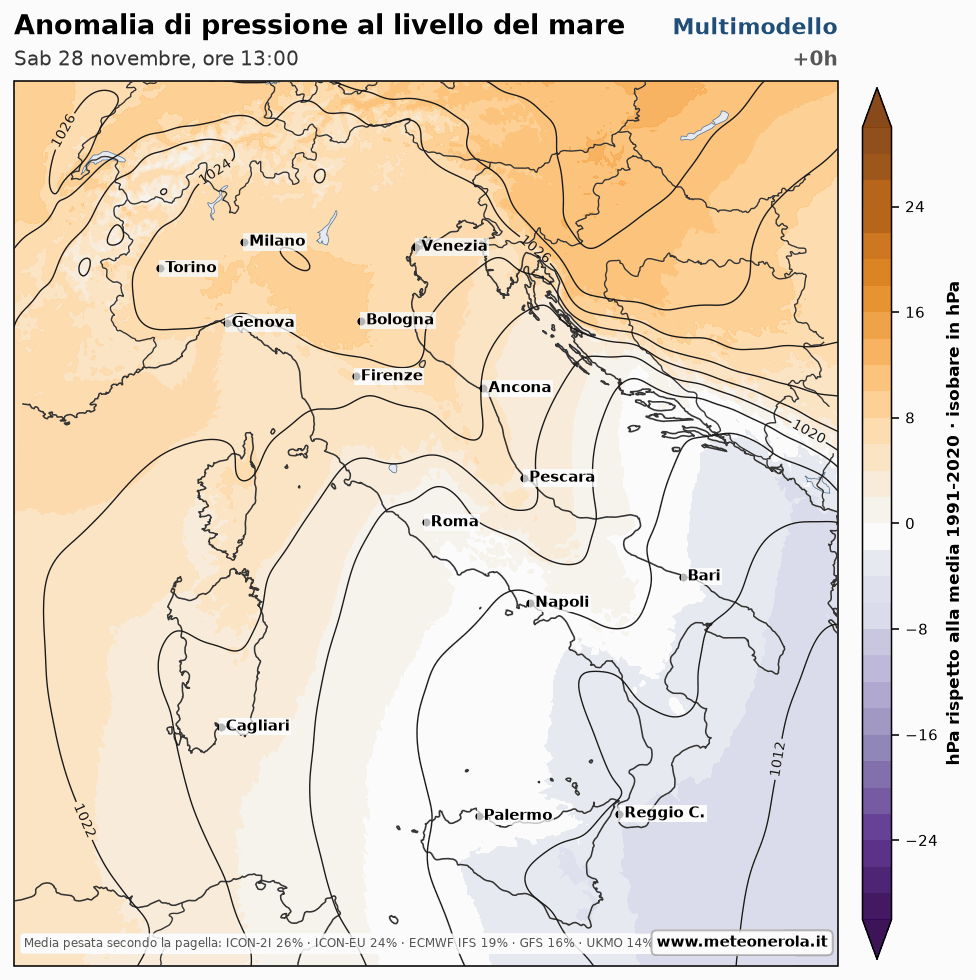 Anomalia di pressione al livello del mare
Multimodello
Sab 28 novembre, ore 13:00
+0h
1026
1024
Milano
Venezia
1026
Torino
Genova
Bologna
Firenze
Ancona
1020
Pescara
Roma
Bari
Napoli
Cagliari
1012
1022
Palermo
Reggio C.
24
16
8
0
−8
−16
−24
hPa rispetto alla media 1991-2020 · isobare in hPa
Media pesata secondo la pagella: ICON-2I 26% · ICON-EU 24% · ECMWF IFS 19% · GFS 16% · UKMO 14%
www.meteonerola.it